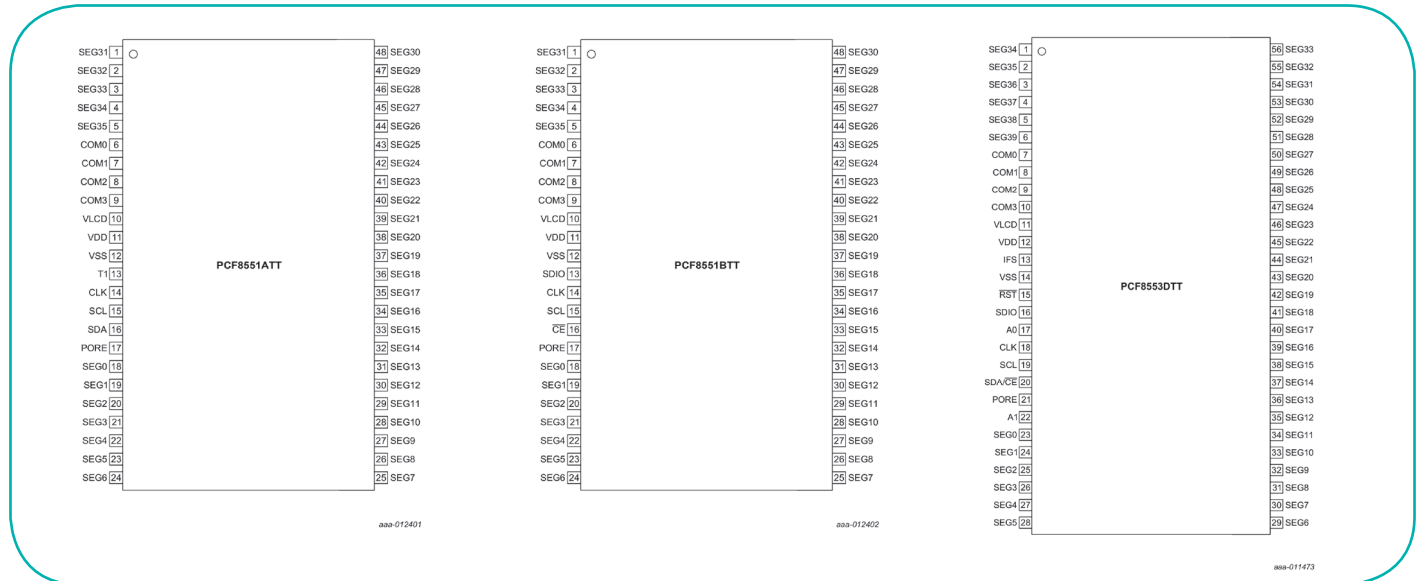 SEG31 1
SEG32 2
SEG33 3
SEG34 4
SEG35 5
COM0 6
COM1 7
COM2 8
COM3 9
VLCD 10
VDD 11
VSS 12
T1 13
CLK 14
SCL 15
SDA 16
PORE 17
SEG0 18
SEG1 19
SEG2 20
SEG3 21
SEG4 22
SEG5 23
SEG6 24
PCF8551ATT
48 SEG30
47 SEG29
46 SEG28
45 SEG27
44 SEG26
43 SEG25
42 SEG24
41 SEG23
40 SEG22
39 SEG21
38 SEG20
37 SEG19
36 SEG18
35 SEG17
34 SEG16
33 SEG15
32 SEG14
31 SEG13
30 SEG12
29 SEG11
28 SEG10
27 SEG9
26 SEG8
25 SEG7
aaa-012401
SEG31 1
SEG32 2
SEG33 3
SEG34 4
SEG35 5
COM0 6
COM1 7
COM2 8
COM3 9
VLCD 10
VDD 11
VSS 12
SDIO 13
CLK 14
SCL 15
CE 16
PORE 17
SEG0 18
SEG1 19
SEG2 20
SEG3 21
SEG4 22
SEG5 23
SEG6 24
PCF8551BTT
48 SEG30
47 SEG29
46 SEG28
45 SEG27
44 SEG26
43 SEG25
42 SEG24
41 SEG23
40 SEG22
39 SEG21
38 SEG20
37 SEG19
36 SEG18
35 SEG17
34 SEG16
33 SEG15
32 SEG14
31 SEG13
30 SEG12
29 SEG11
28 SEG10
27 SEG9
26 SEG8
25 SEG7
aaa-012402
SEG34 1
SEG35 2
SEG36 3
SEG37 4
SEG38 5
SEG39 6
COM0 7
COM1 8
COM2 9
COM3 10
VLCD 11
VDD 12
IFS 13
VSS 14
RST 15
SDIO 16
A0 17
CLK 18
SCL 19
SDA/CE 20
PORE 21
A1 22
SEG0 23
SEG1 24
SEG2 25
SEG3 26
SEG4 27
SEG5 28
PCF8553DTT
56 SEG33
55 SEG32
54 SEG31
53 SEG30
52 SEG29
51 SEG28
50 SEG27
49 SEG26
48 SEG25
47 SEG24
46 SEG23
45 SEG22
44 SEG21
43 SEG20
42 SEG19
41 SEG18
40 SEG17
39 SEG16
38 SEG15
37 SEG14
36 SEG13
35 SEG12
34 SEG11
33 SEG10
32 SEG9
31 SEG8
30 SEG7
29 SEG6
aaa-011473